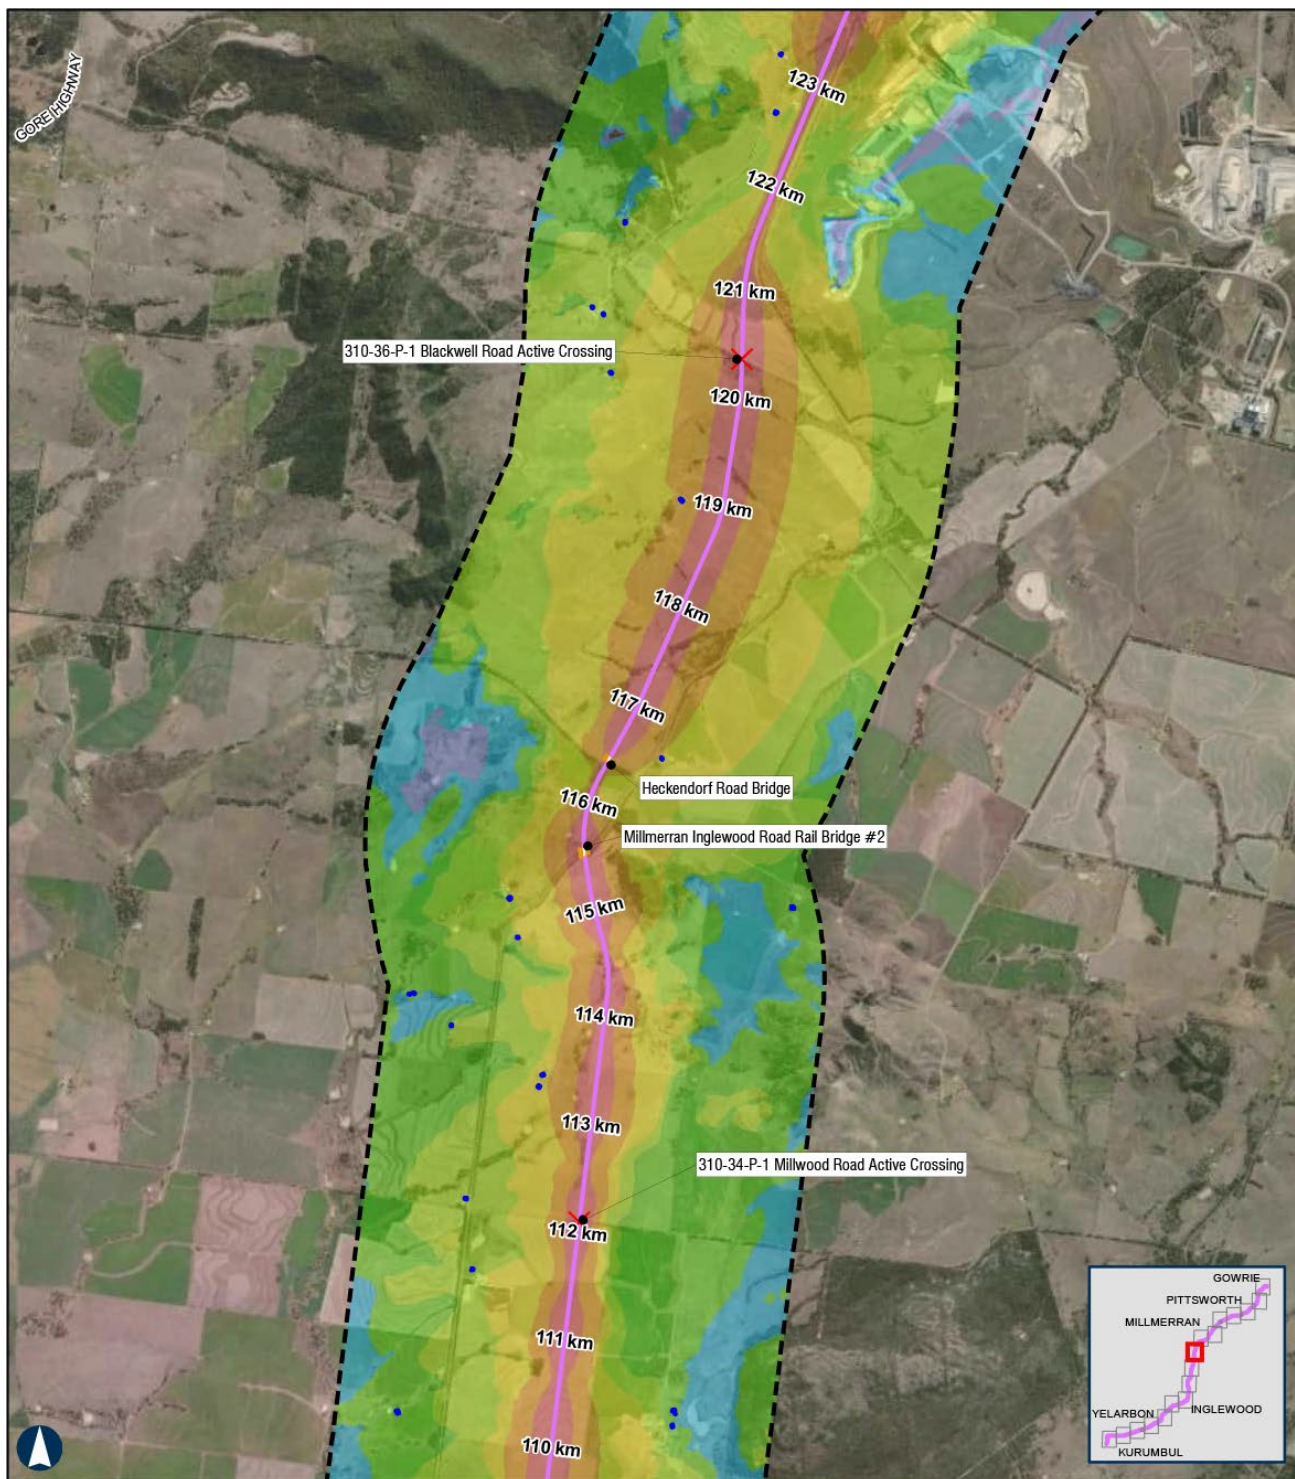 GORE HIGHWAY
123 km
122 km
121 km
310-36-P-1 Blackwell Road Active Crossing
120 km
119 km
118 km
117 km
Heckendorf Road Bridge
116 km
Millmerran Inglewood Road Rail Bridge #2
115 km
114 km
113 km
310-34-P-1 Millwood Road Active Crossing
112 km
111 km
110 km
GOWRIE
PITTSWORTH
MILLMERRAN
YELARBON
INGLEWOOD
KURUMBUL